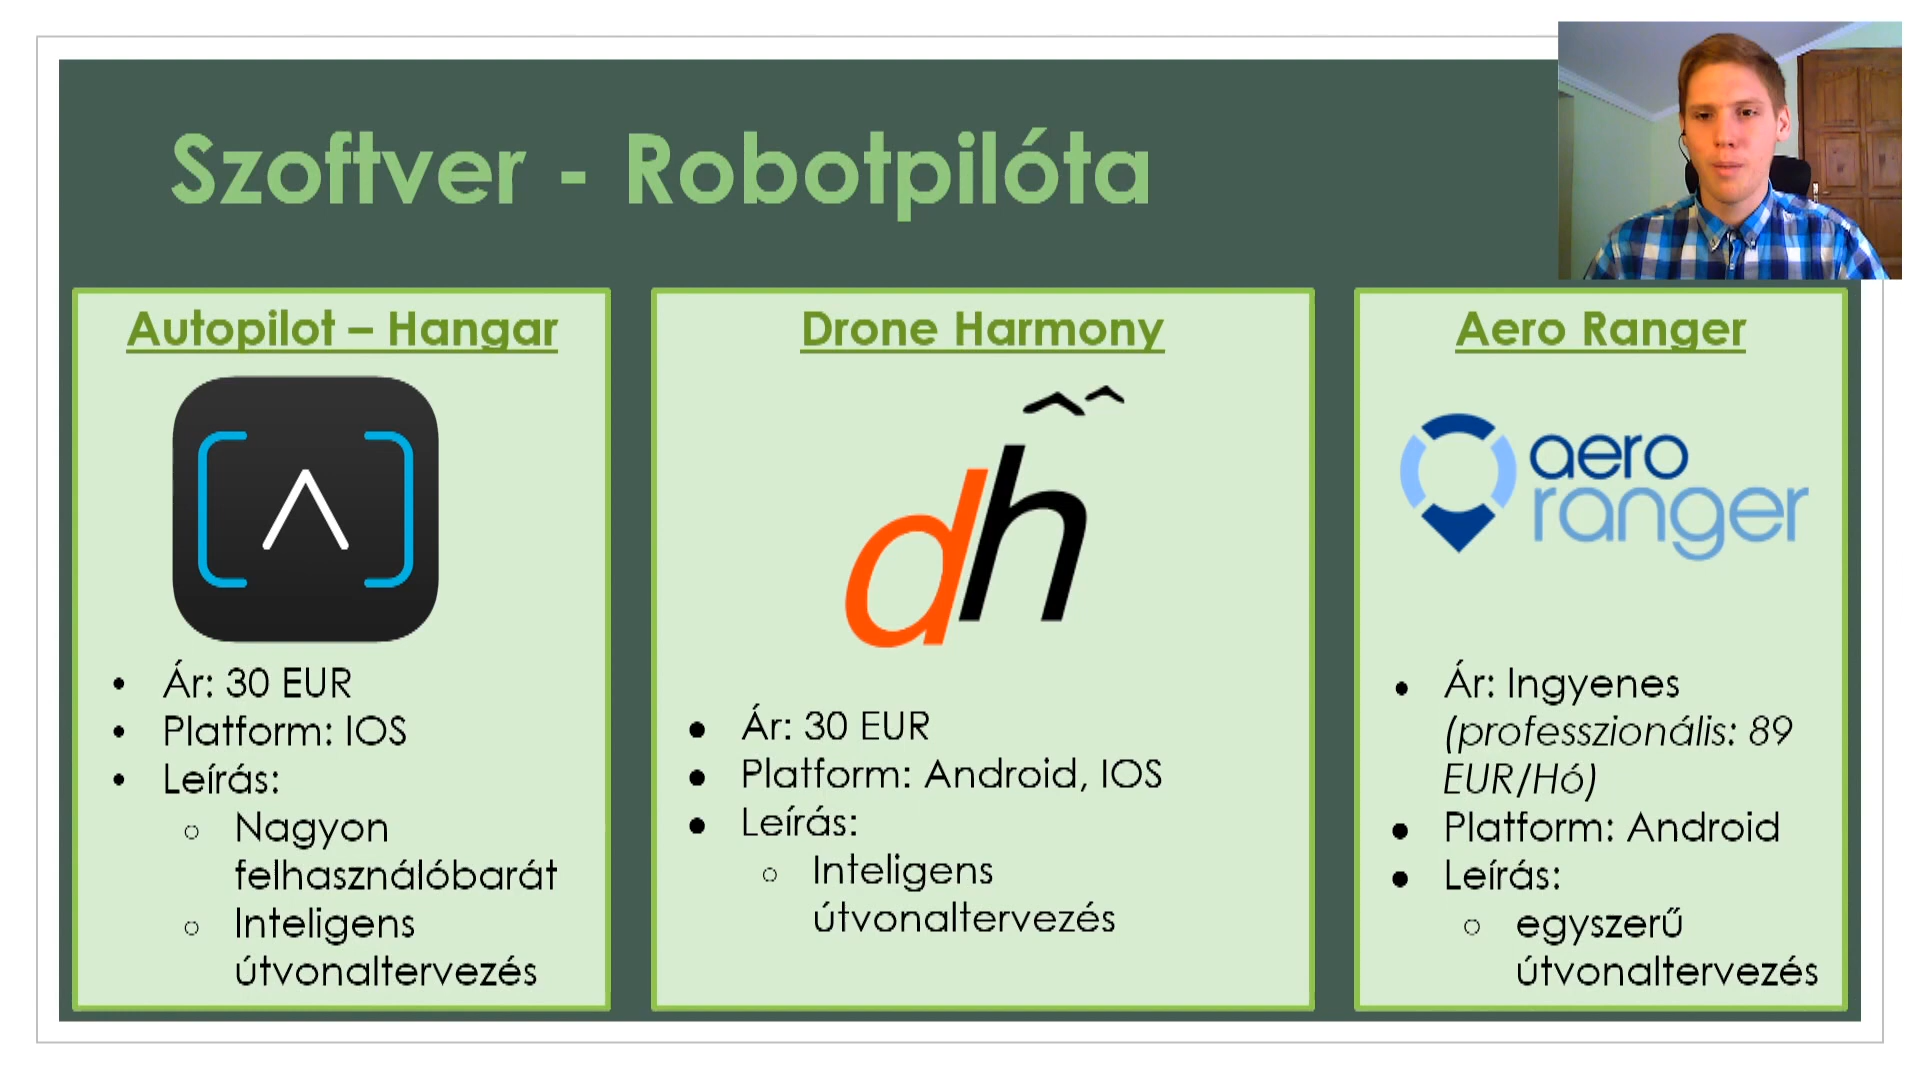 Szoftver - Robotpilóta
Autopilot – Hangar
• Ár: 30 EUR
• Platform: IOS
• Leírás:
○ Nagyon
felhasználóbarát
○ Inteligens
útvonaltervezés
Drone Harmony
dh
● Ár: 30 EUR
● Platform: Android, IOS
● Leírás:
○ Inteligens
útvonaltervezés
Aero Ranger
aero
ranger
● Ár: Ingyenes
(professzionális: 89
EUR/Hó)
● Platform: Android
● Leírás:
○ egyszerű
útvonaltervezés